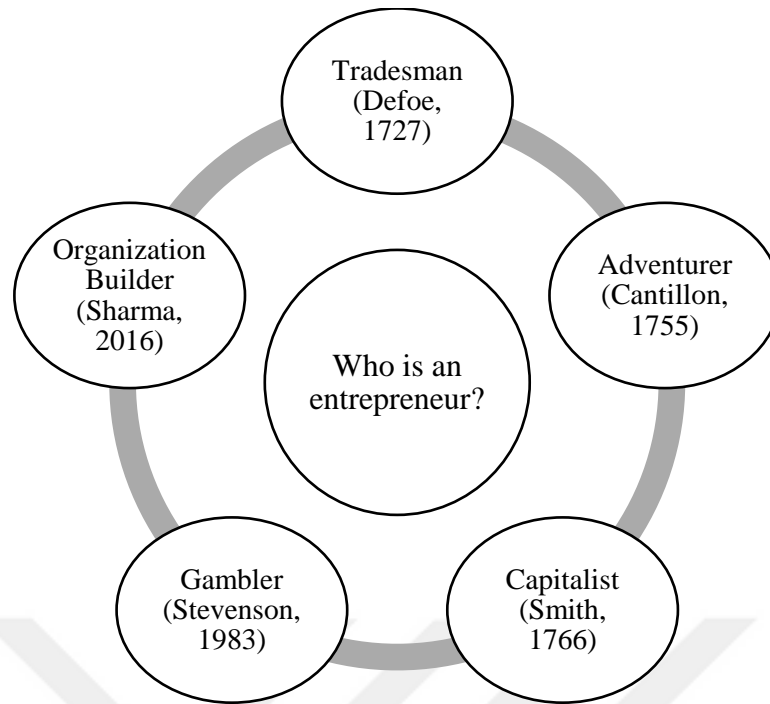 Tradesman
(Defoe,
1727)
Organization
Builder
(Sharma,
2016)
Adventurer
(Cantillon,
1755)
Who is an
entrepreneur?
Gambler
(Stevenson,
1983)
Capitalist
(Smith,
1766)